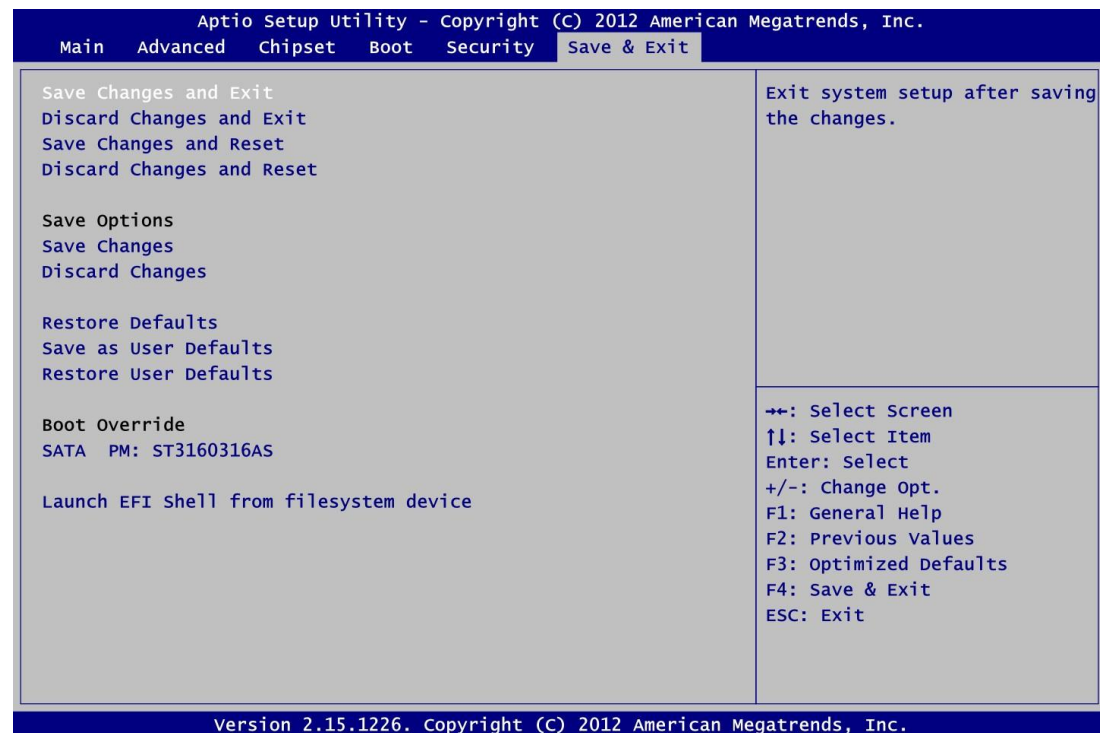 Aptio Setup Utility – Copyright (C) 2012 American Megatrends, Inc.
Main Advanced Chipset Boot Security Save & Exit
Save Changes and Exit
Discard Changes and Exit
Save Changes and Reset
Discard Changes and Reset
Save Options
Save Changes
Discard Changes
Restore Defaults
Save as User Defaults
Restore User Defaults
Boot Override
SATA PM: ST3160316AS
Launch EFI Shell from filesystem device
Exit system setup after saving
the changes.
→←: Select Screen
↑↓: Select Item
Enter: Select
+/-: Change Opt.
F1: General Help
F2: Previous Values
F3: Optimized Defaults
F4: Save & Exit
ESC: Exit
Version 2.15.1226. Copyright (C) 2012 American Megatrends, Inc.